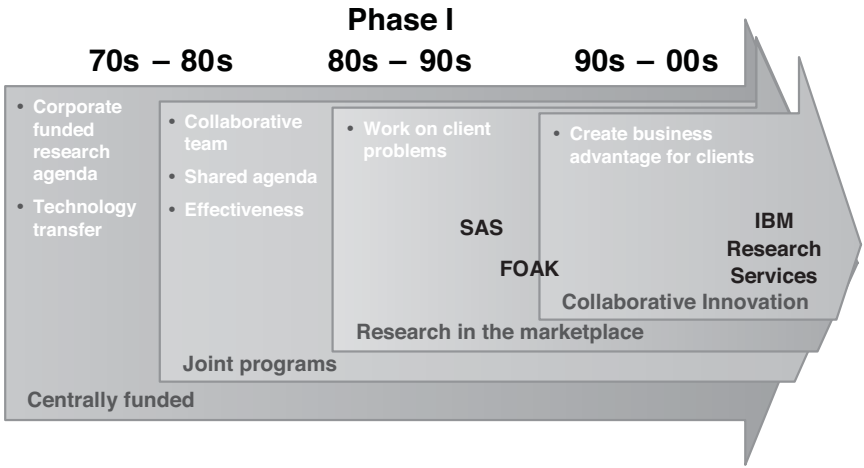 Phase I
70s – 80s
80s – 90s
90s – 00s
• Corporate
funded
research
agenda
• Technology
transfer
• Collaborative
team
• Shared agenda
• Effectiveness
• Work on client
problems
• Create business
advantage for clients
SAS
FOAK
IBM
Research
Services
Collaborative Innovation
Research in the marketplace
Joint programs
Centrally funded